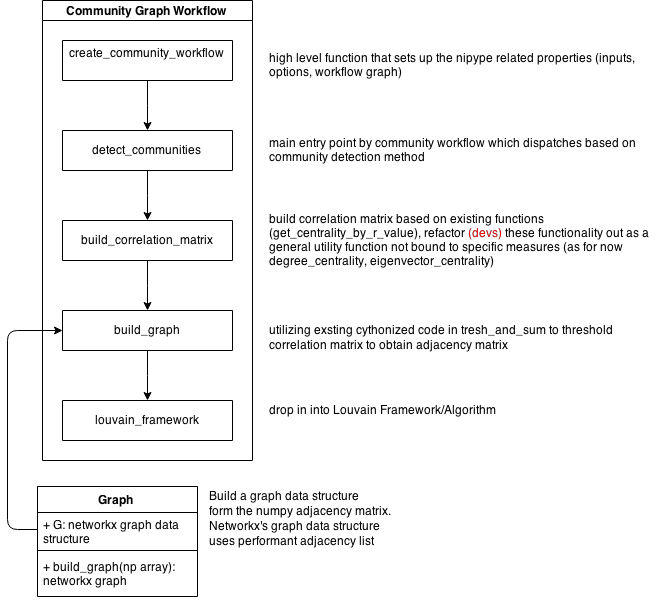 Community Graph Workflow
create_community_workflow
high level function that sets up the nipype related properties (inputs,
options, workflow graph)
detect_communities
main entry point by community workflow which dispatches based on
community detection method
build_correlation_matrix
build correlation matrix based on existing functions
(get_centrality_by_r_value), refactor (devs) these functionality out as a
general utility function not bound to specific measures (as for now
degree_centrality, eigenvector_centrality)
build_graph
utilizing exsting cythonized code in tresh_and_sum to threshold
correlation matrix to obtain adjacency matrix
louvain_framework
drop in into Louvain Framework/Algorithm
Graph
+ G: networkx graph data
structure
+ build_graph(np array):
networkx graph
Build a graph data structure
form the numpy adjacency matrix.
Networkx's graph data structure
uses performant adjacency list